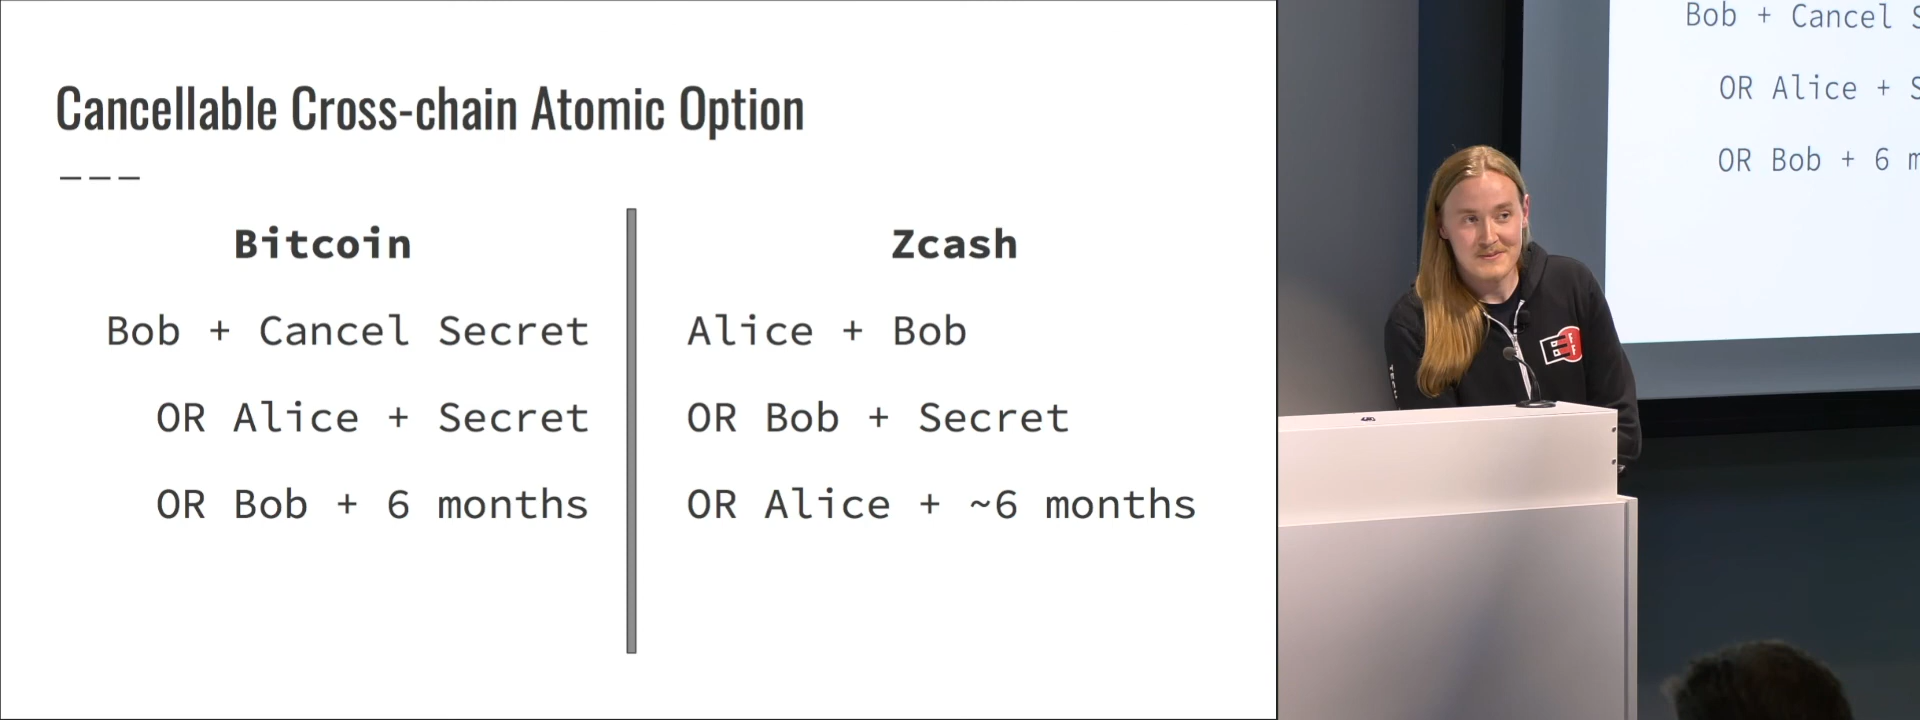 Cancellable Cross-chain Atomic Option
Bitcoin
Bob + Cancel Secret
OR Alice + Secret
OR Bob + 6 months
Zcash
Alice + Bob
OR Bob + Secret
OR Alice + ~6 months
Bob + Cancel S
OR Alice + S
OR Bob + 6 m